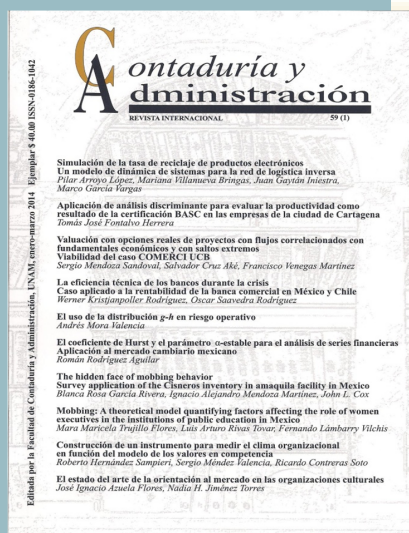 Contaduría y
Administración
REVISTA INTERNACIONAL 59 (1)
Simulación de la tasa de reciclaje de productos electrónicos
Un modelo de dinámica de sistemas para la red de logística inversa
Pilar Arroyo López, Mariana Villanueva Bringas, Juan Gaytán Iniestra,
Marco García Vargas
Aplicación de análisis discriminante para evaluar la productividad como
resultado de la certificación BASC en las empresas de la ciudad de Cartagena
Tomás José Fontalvo Herrera
Valuación con opciones reales de proyectos con flujos correlacionados con
fundamentales económicos y con saltos extremos
Viabilidad del caso COMERCI UCB
Sergio Mendoza Sandoval, Salvador Cruz Aké, Francisco Venegas Martínez
La eficiencia técnica de los bancos durante la crisis
Caso aplicado a la rentabilidad de la banca comercial en México y Chile
Werner Kristjanpoller Rodríguez, Oscar Saavedra Rodríguez
El uso de la distribución g-h en riesgo operativo
Andrés Mora Valencia
El coeficiente de Hurst y el parámetro α-estable para el análisis de series financieras
Aplicación al mercado cambiario mexicano
Román Rodríguez Aguilar
The hidden face of mobbing behavior
Survey application of the Cisneros inventory in amaquila facility in Mexico
Blanca Rosa García Rivera, Ignacio Alejandro Mendoza Martínez, John L. Cox
Mobbing: A theoretical model quantifying factors affecting the role of women
executives in the institutions of public education in Mexico
Mara Maricela Trujillo Flores, Luis Arturo Rivas Tovar, Fernando Lámbarry Vilchis
Construcción de un instrumento para medir el clima organizacional
en función del modelo de los valores en competencia
Roberto Hernández Sampieri, Sergio Méndez Valencia, Ricardo Contreras Soto
El estado del arte de la orientación al mercado en las organizaciones culturales
José Ignacio Azuela Flores, Nadia H. Jiménez Torres
Editada por la Facultad de Contaduría y Administración, UNAM, enero-marzo 2014 Ejemplar $ 40.00 ISSN-0186-1042